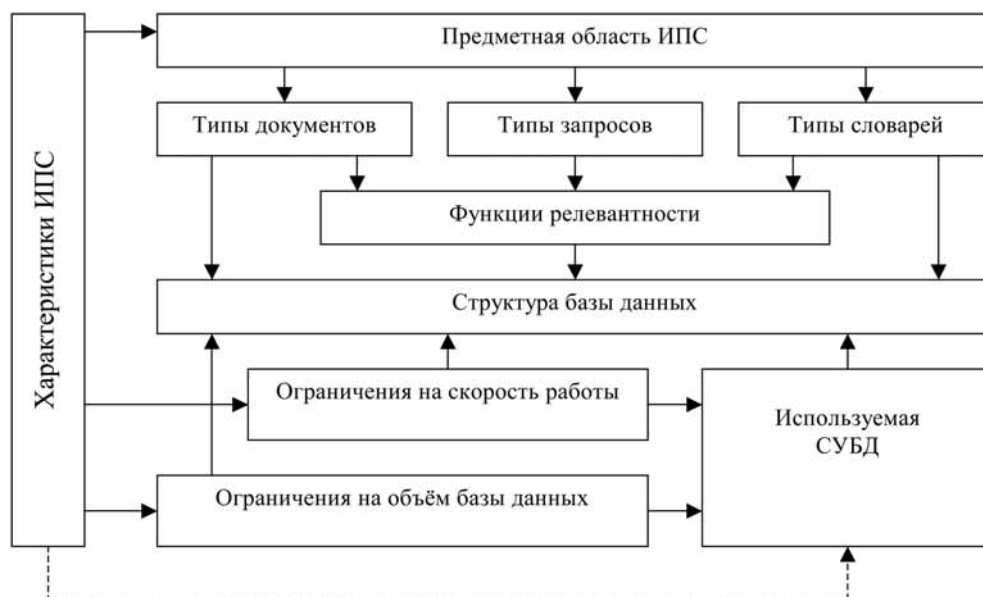 Характеристики ИПС
Предметная область ИПС
Типы документов
Типы запросов
Типы словарей
Функции релевантности
Структура базы данных
Ограничения на скорость работы
Используемая
СУБД
Ограничения на объём базы данных